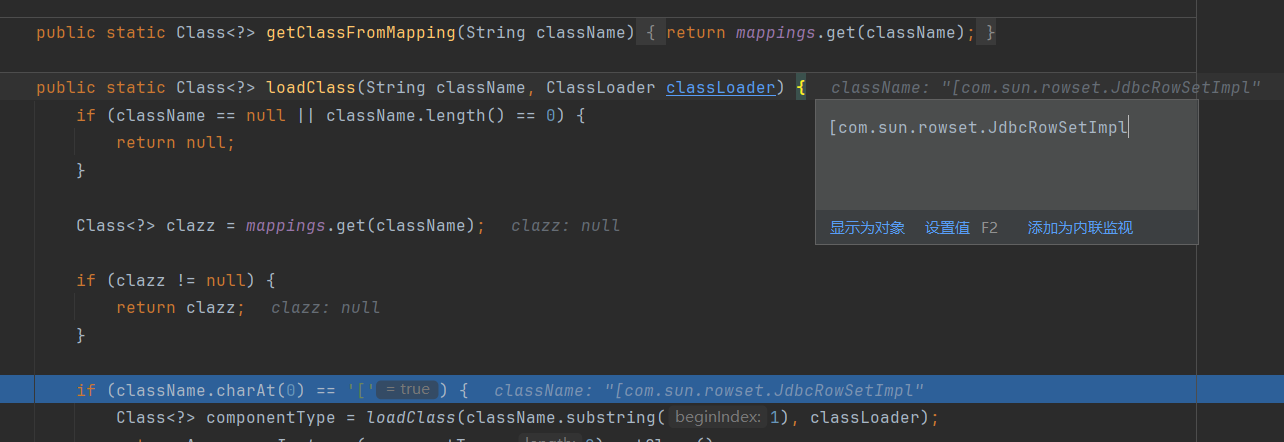 public static Class<?> getClassFromMapping(String className) { return mappings.get(className); }
public static Class<?> loadClass(String className, ClassLoader classLoader) { className: "[com.sun.rowset.JdbcRowSetImpl"
if (className == null || className.length() == 0) {
[com.sun.rowset.JdbcRowSetImpl
return null;
}
Class<?> clazz = mappings.get(className); clazz: null
显示为对象 设置值 F2 添加为内联监视
if (clazz != null) {
return clazz; clazz: null
}
if (className.charAt(0) == '[' = true ) { className: "[com.sun.rowset.JdbcRowSetImpl"
Class<?> componentType = loadClass(className.substring( beginIndex: 1), classLoader);